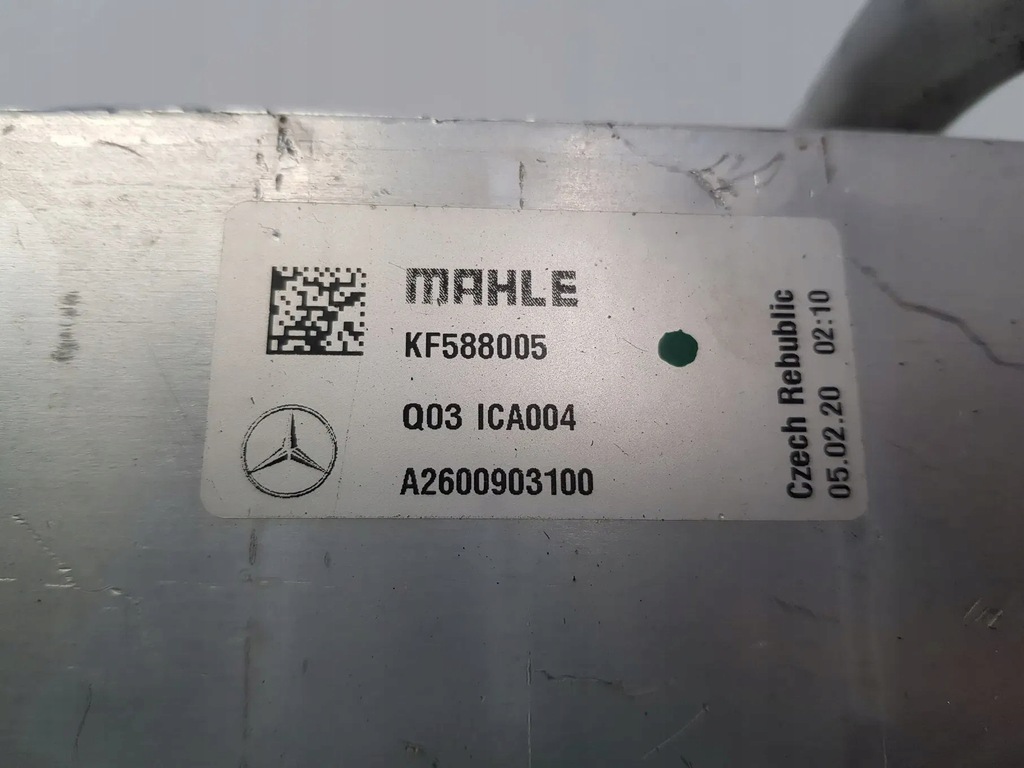 MAHLE
KF588005
Q03 ICA004
A2600903100
Czech Rebublic
05.02.20 02:10